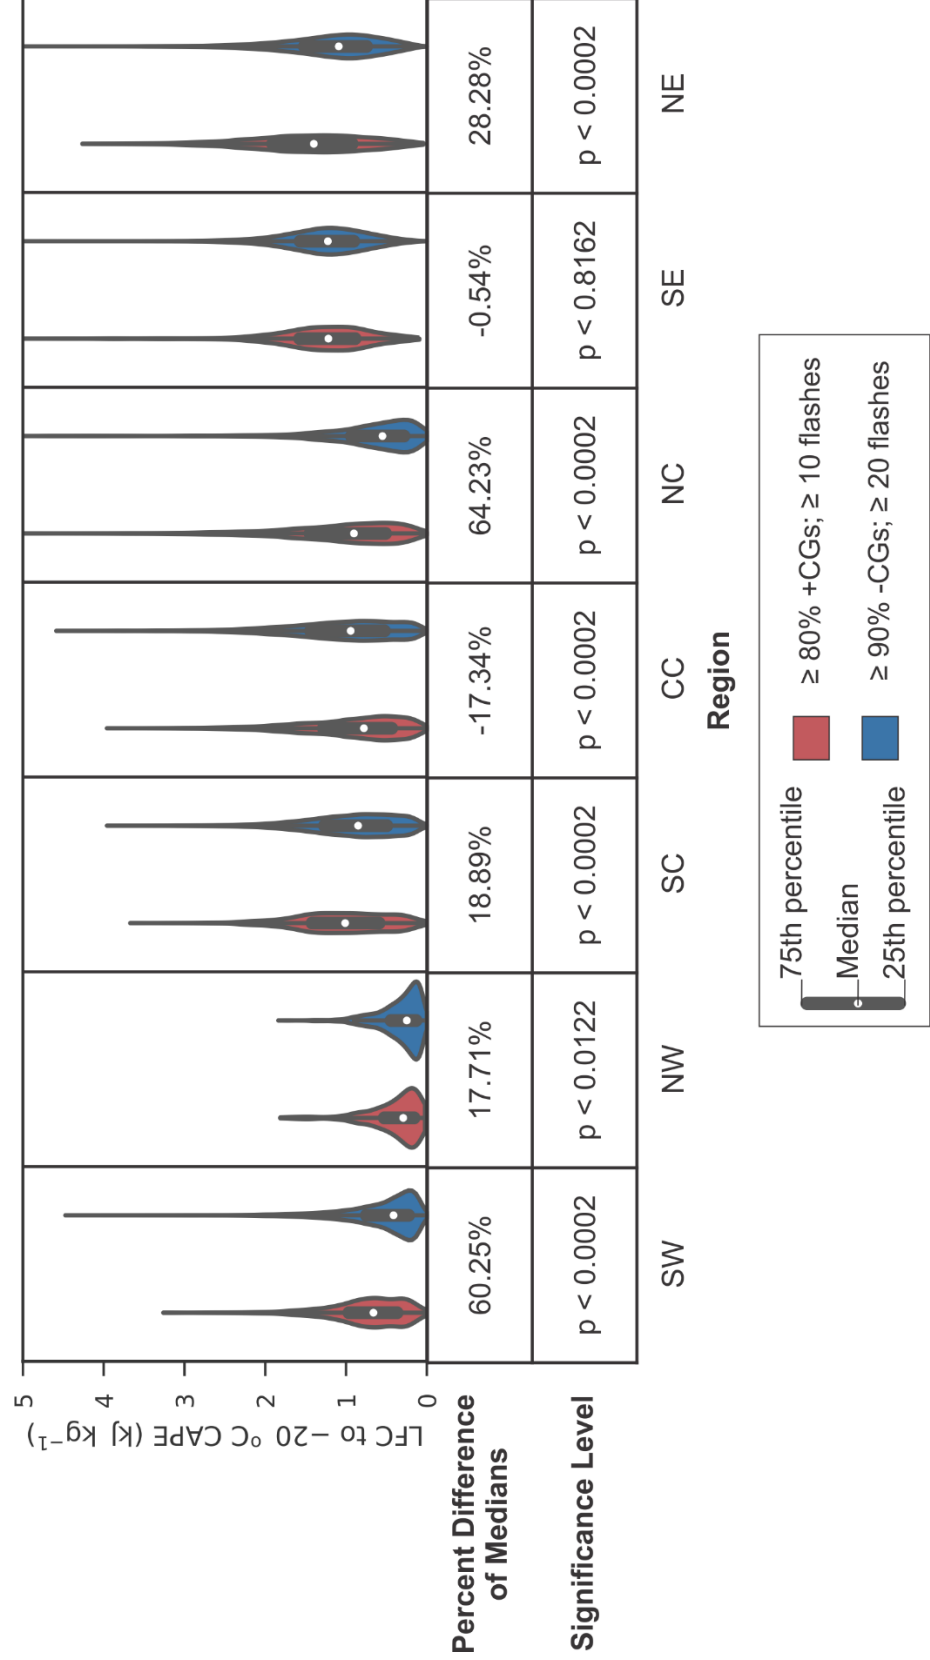 LFC to −20 ºC CAPE (kJ kg⁻¹)
5
4
3
2
1
0
Percent Difference
of Medians
60.25%
17.71%
18.89%
-17.34%
64.23%
-0.54%
28.28%
Significance Level
p < 0.0002
p < 0.0122
p < 0.0002
p < 0.0002
p < 0.0002
p < 0.8162
p < 0.0002
SW
NW
SC
CC
NC
SE
NE
Region
75th percentile
Median
25th percentile
≥ 80% +CGs; ≥ 10 flashes
≥ 90% -CGs; ≥ 20 flashes